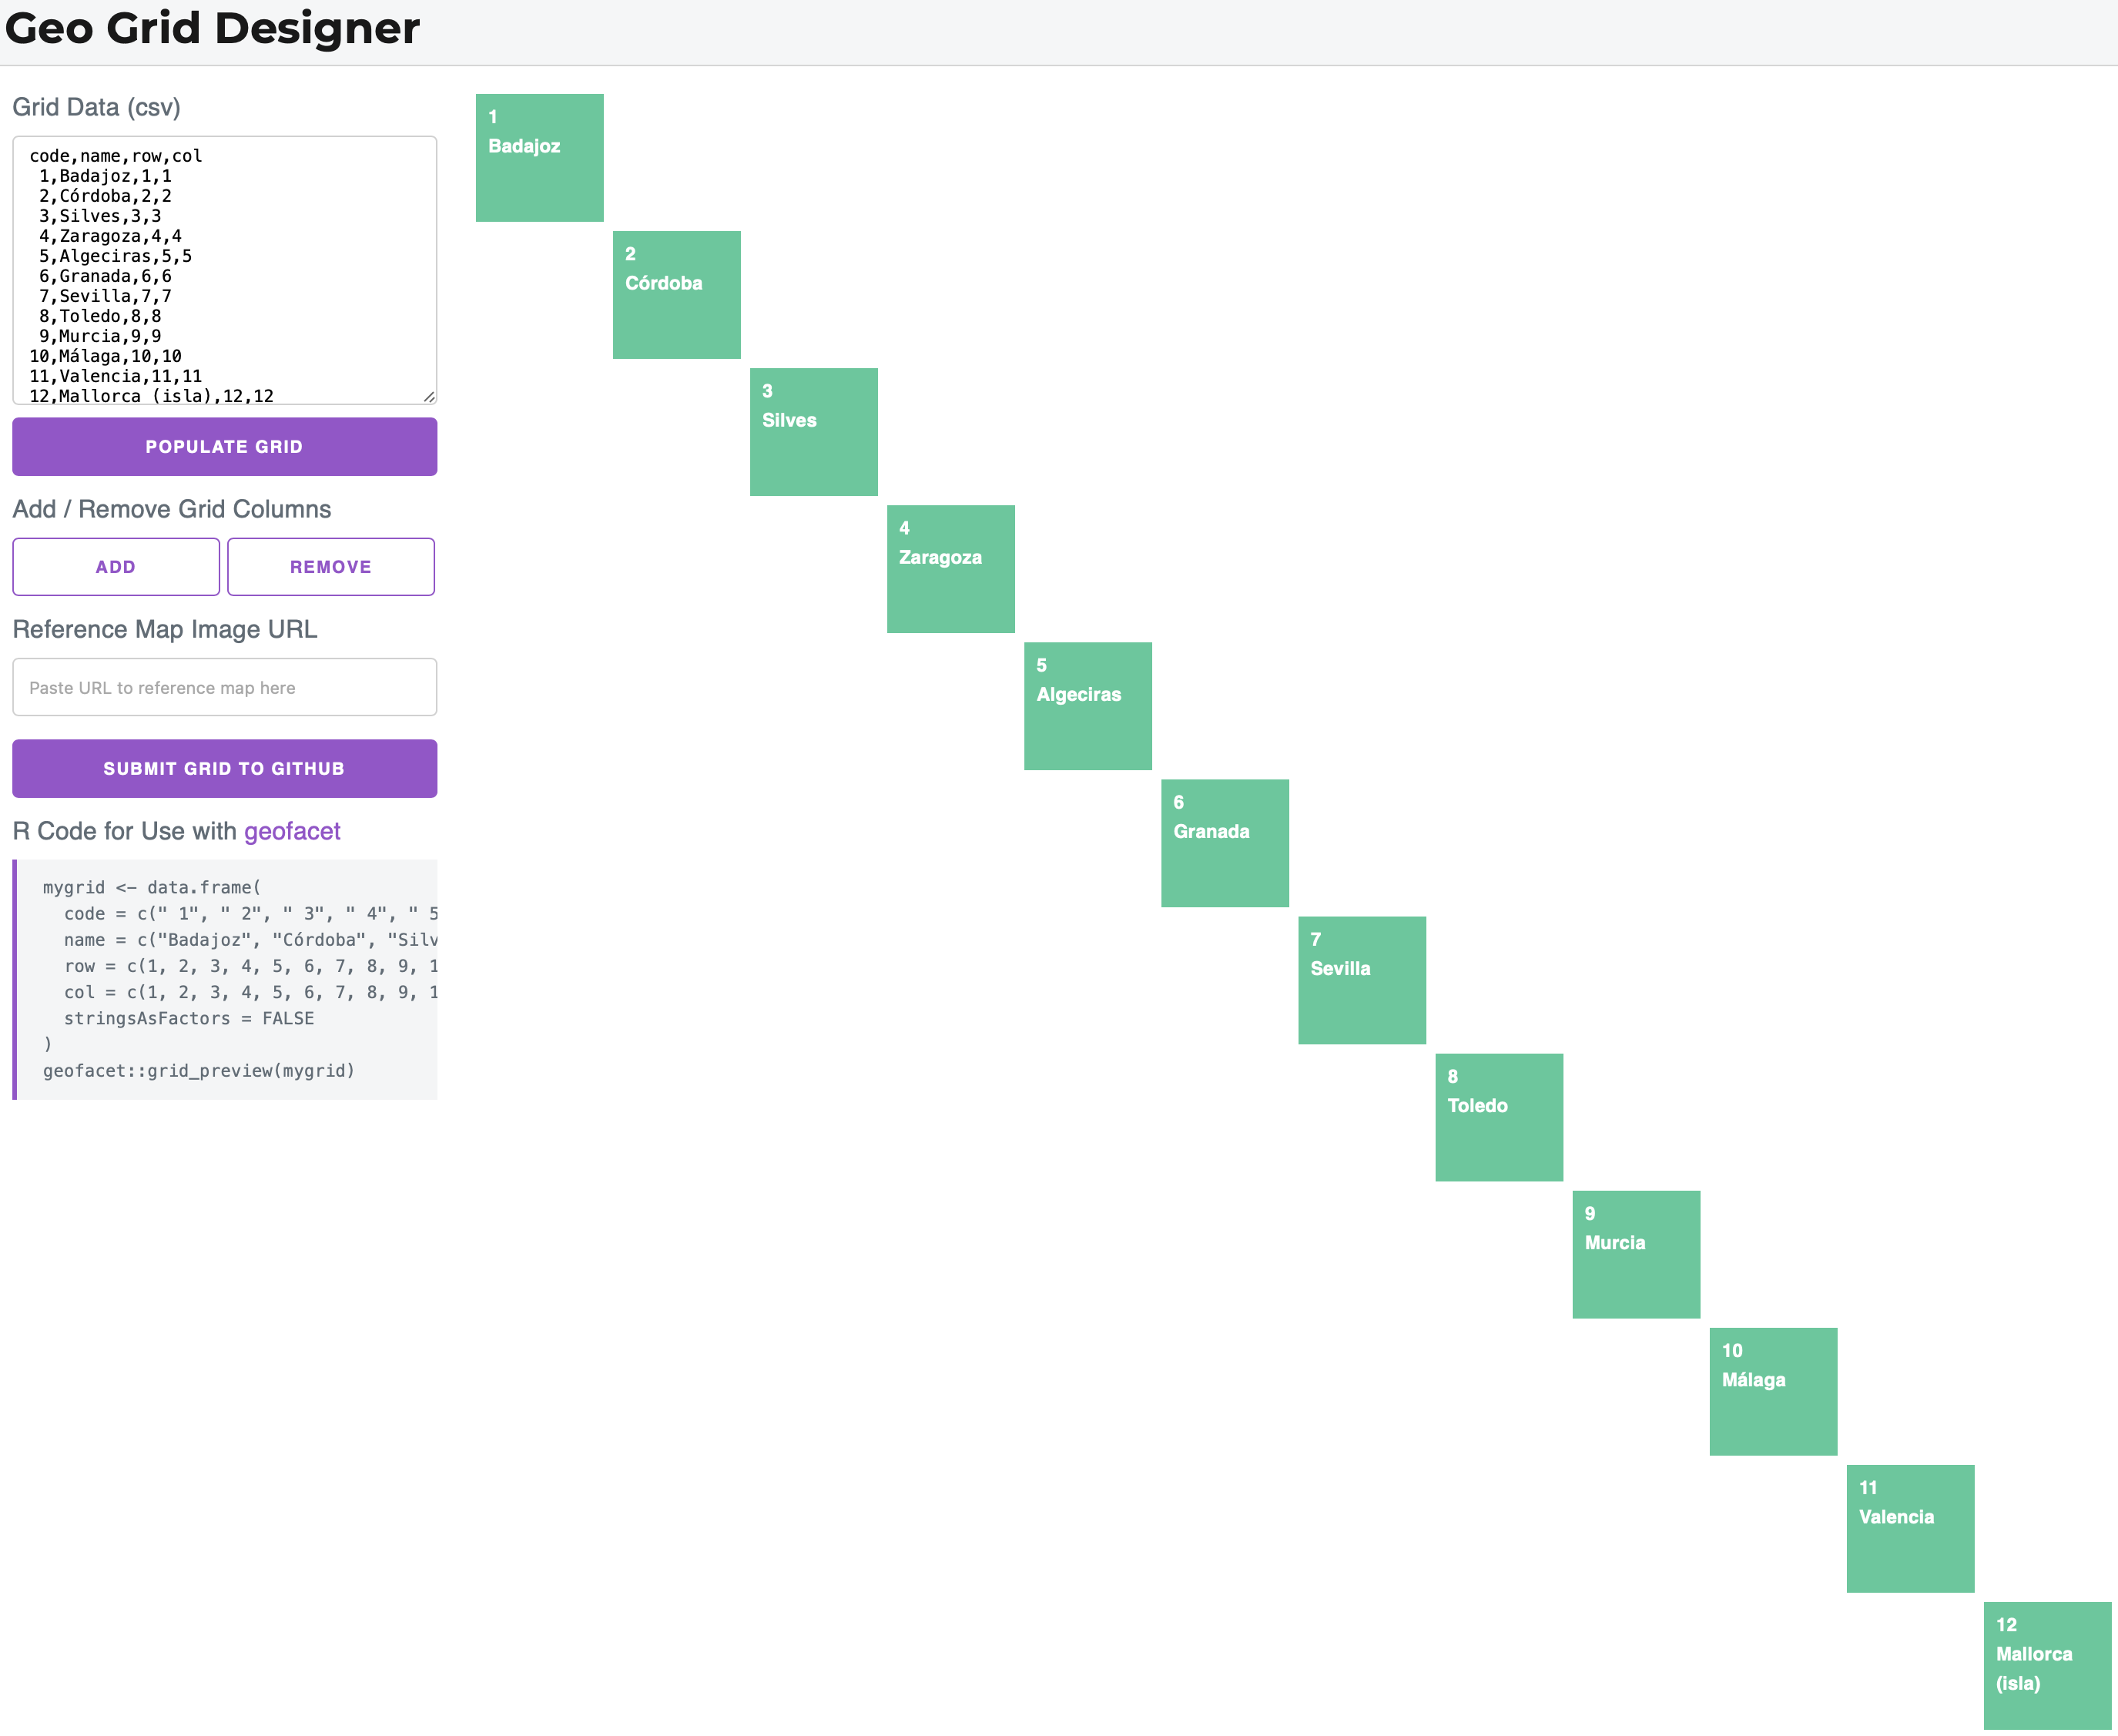 Geo Grid Designer
Grid Data (csv)
code,name,row,col
1,Badajoz,1,1
2,Córdoba,2,2
3,Silves,3,3
4,Zaragoza,4,4
5,Algeciras,5,5
6,Granada,6,6
7,Sevilla,7,7
8,Toledo,8,8
9,Murcia,9,9
10,Málaga,10,10
11,Valencia,11,11
12,Mallorca (isla),12,12
POPULATE GRID
Add / Remove Grid Columns
ADD
REMOVE
Reference Map Image URL
Paste URL to reference map here
SUBMIT GRID TO GITHUB
R Code for Use with geofacet
mygrid <- data.frame(
code = c(" 1", " 2", " 3", " 4", " 5
name = c("Badajoz", "Córdoba", "Silv
row = c(1, 2, 3, 4, 5, 6, 7, 8, 9, 1
col = c(1, 2, 3, 4, 5, 6, 7, 8, 9, 1
stringsAsFactors = FALSE
)
geofacet::grid_preview(mygrid)
1
Badajoz
2
Córdoba
3
Silves
4
Zaragoza
5
Algeciras
6
Granada
7
Sevilla
8
Toledo
9
Murcia
10
Málaga
11
Valencia
12
Mallorca
(isla)